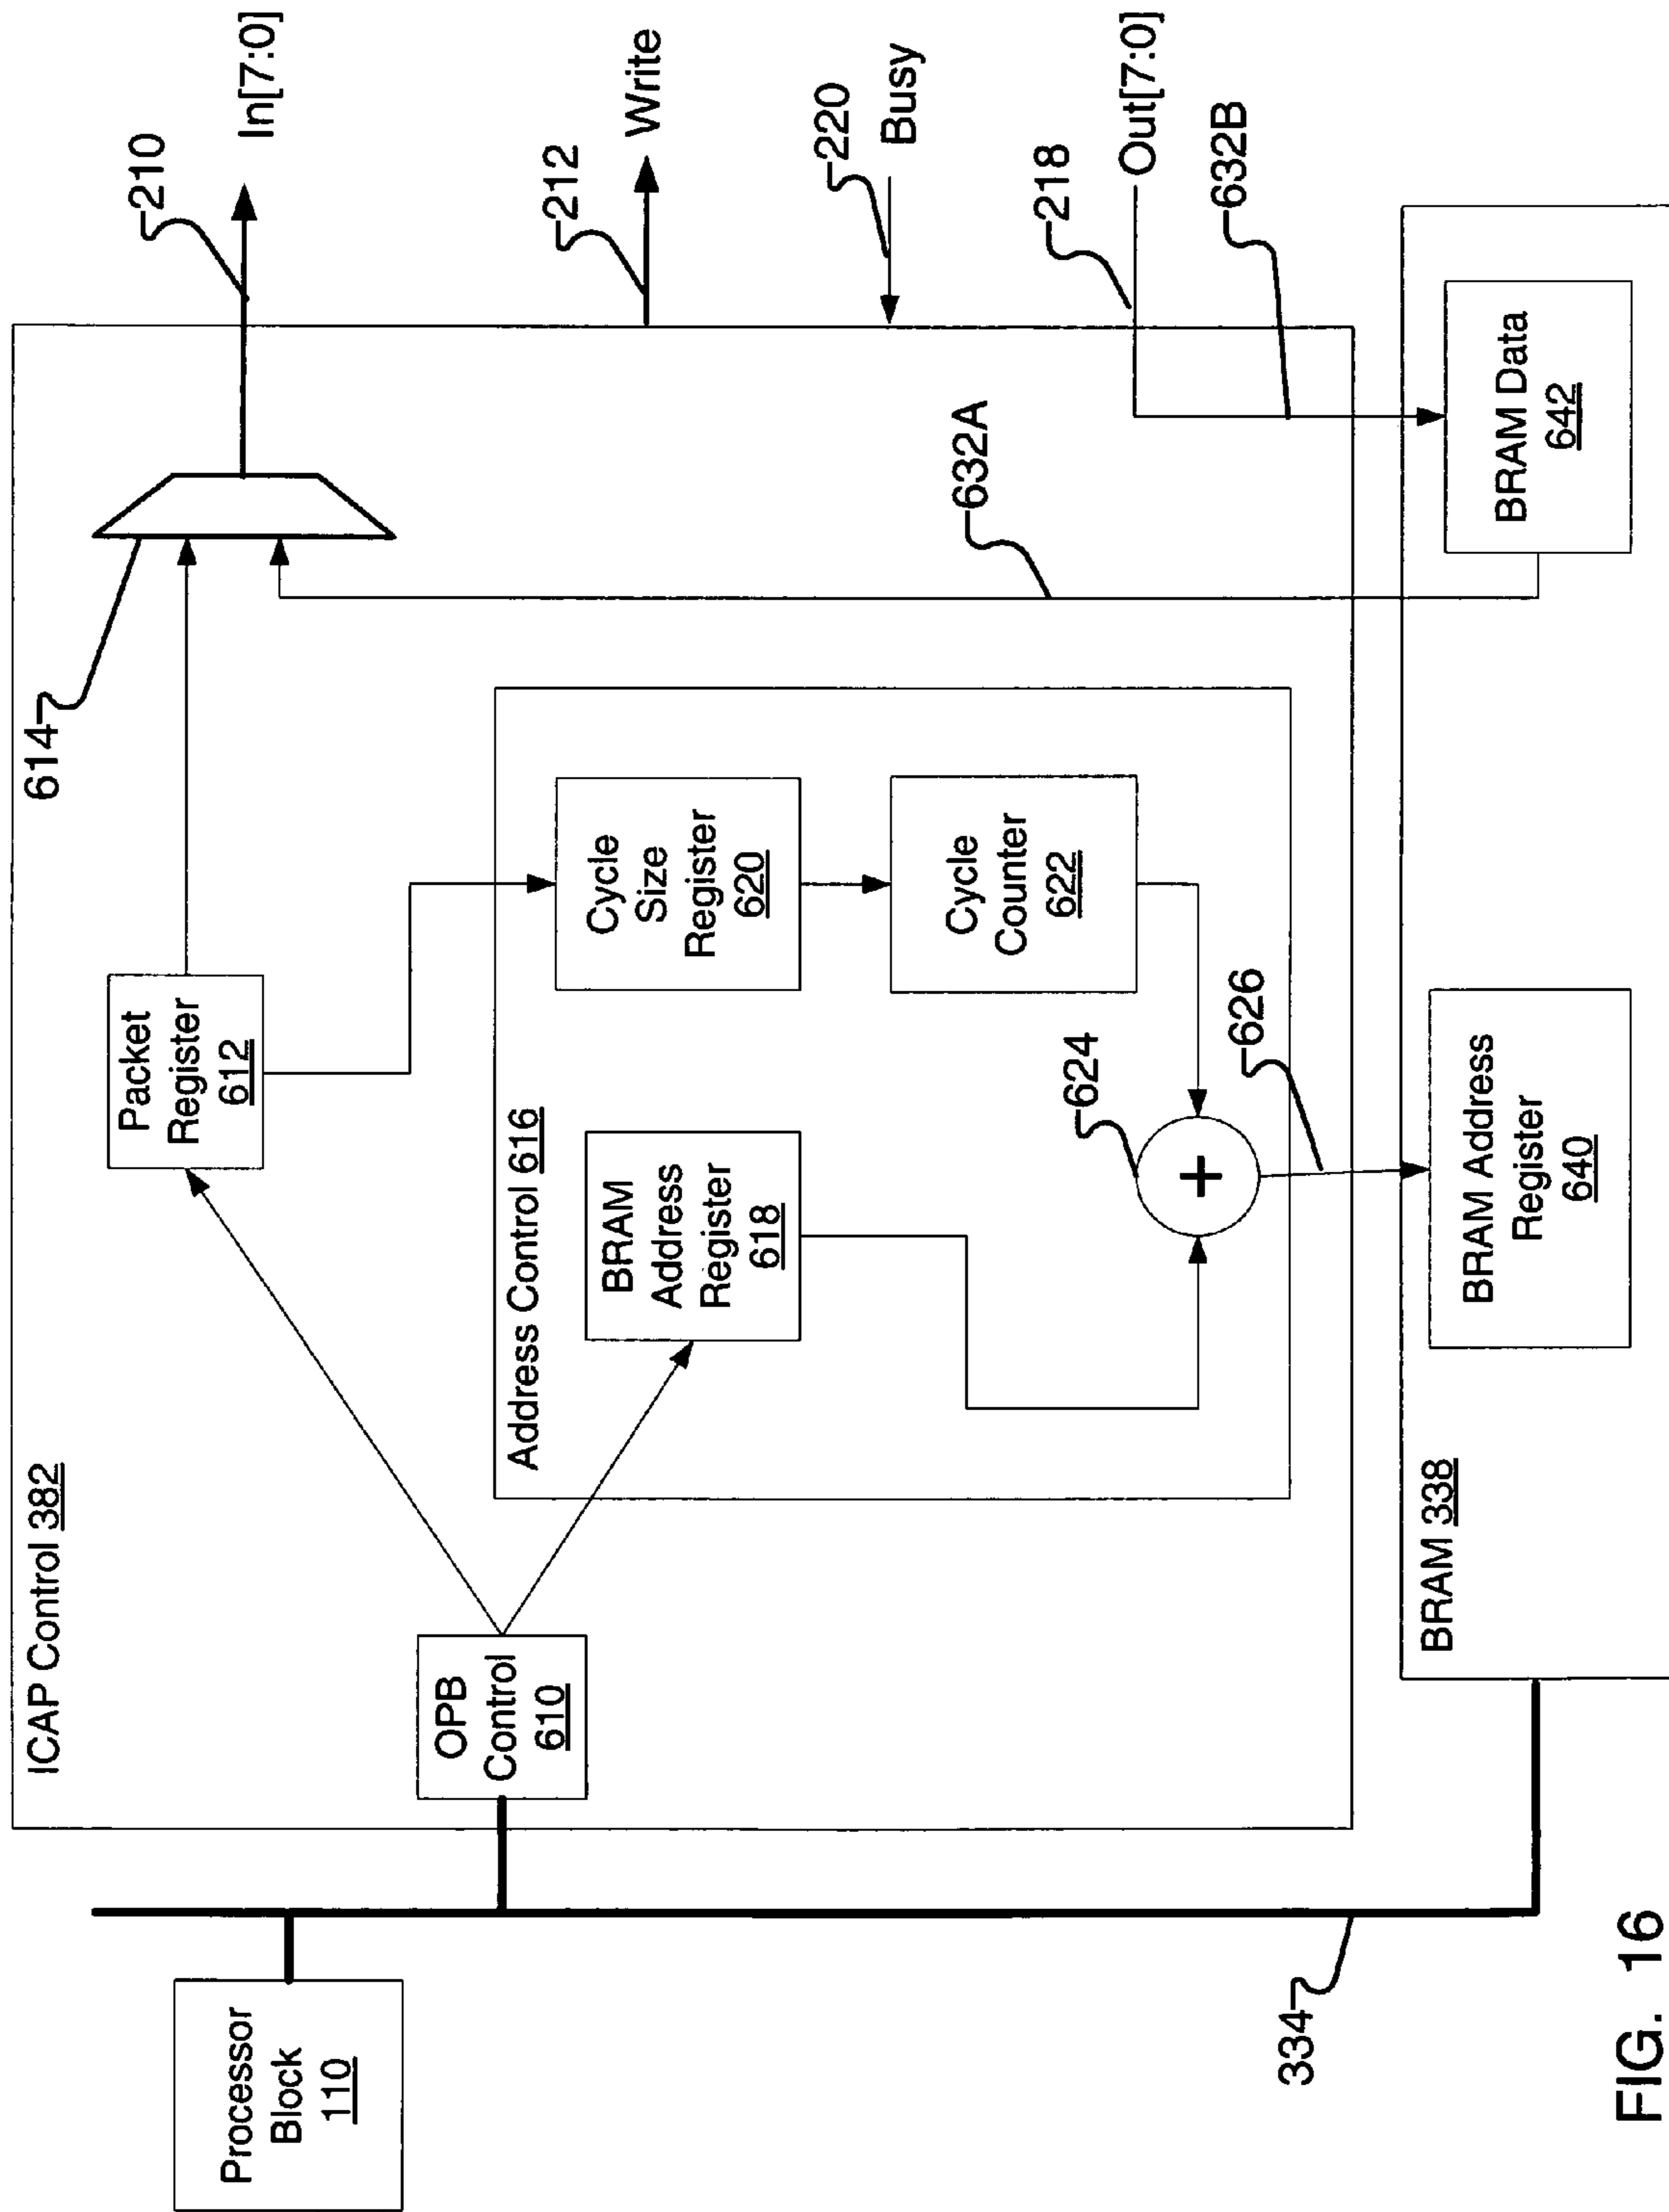 Processor
Block
110
334
ICAP Control 382
OPB
Control
610
Packet
Register
612
614
Address Control 616
BRAM
Address
Register
618
Cycle
Size
Register
620
Cycle
Counter
622
624
+
626
632A
210
In[7:0]
212
Write
220
Busy
218
Out[7:0]
632B
BRAM 338
BRAM Address
Register
640
BRAM Data
642
FIG. 16